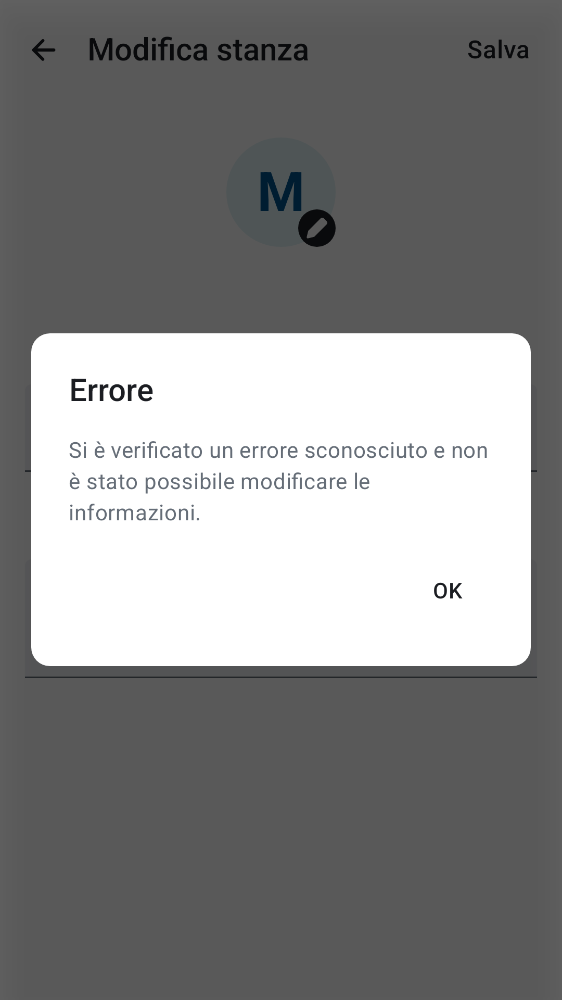 Modifica stanza
Salva
M
Errore
Si è verificato un errore sconosciuto e non
è stato possibile modificare le
informazioni.
OK